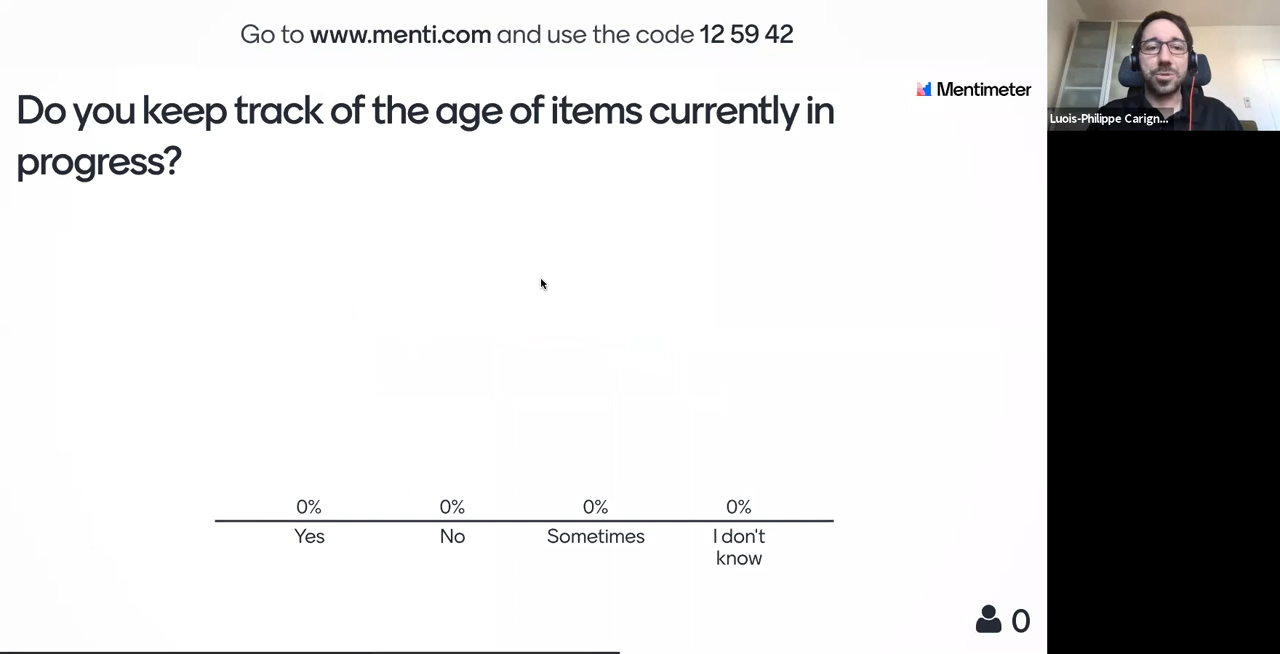 Go to www.menti.com and use the code 12 59 42
Mentimeter
Do you keep track of the age of items currently in
progress?
Luois-Philippe Carign...
0% 0% 0% 0%
Yes No Sometimes I don't
know
0